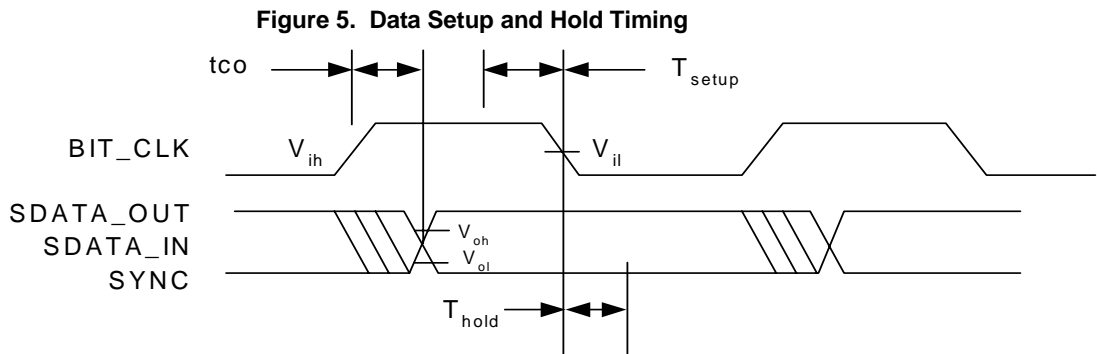 Figure 5. Data Setup and Hold Timing
tco
T setup
BIT_CLK
V ih
V il
SDATA_OUT
SDATA_IN
SYNC
V oh
V ol
T hold